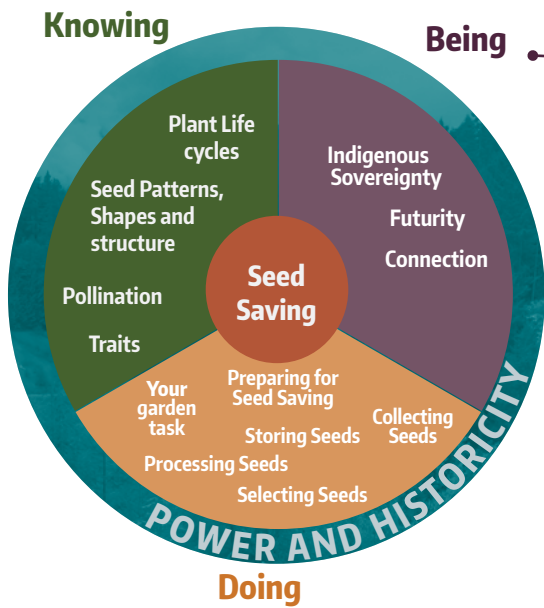 Knowing
Being
Plant Life
cycles
Seed Patterns,
Shapes and
structure
Pollination
Traits
Indigenous
Sovereignty
Futurity
Connection
Seed
Saving
Your
garden
task
Preparing for
Seed Saving
Collecting
Seeds
Storing Seeds
Processing Seeds
Selecting Seeds
POWER AND HISTORICITY
Doing